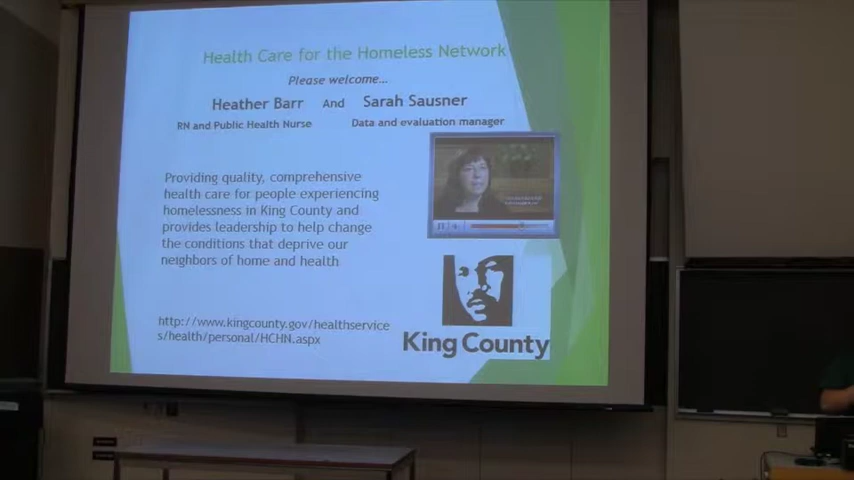 Health Care for the Homeless Network
Please welcome...
Heather Barr And Sarah Sausner
RN and Public Health Nurse Data and evaluation manager
Providing quality, comprehensive
health care for people experiencing
homelessness in King County and
provides leadership to help change
the conditions that deprive our
neighbors of home and health
http://www.kingcounty.gov/healthservice
s/health/personal/HCHN.aspx
King County